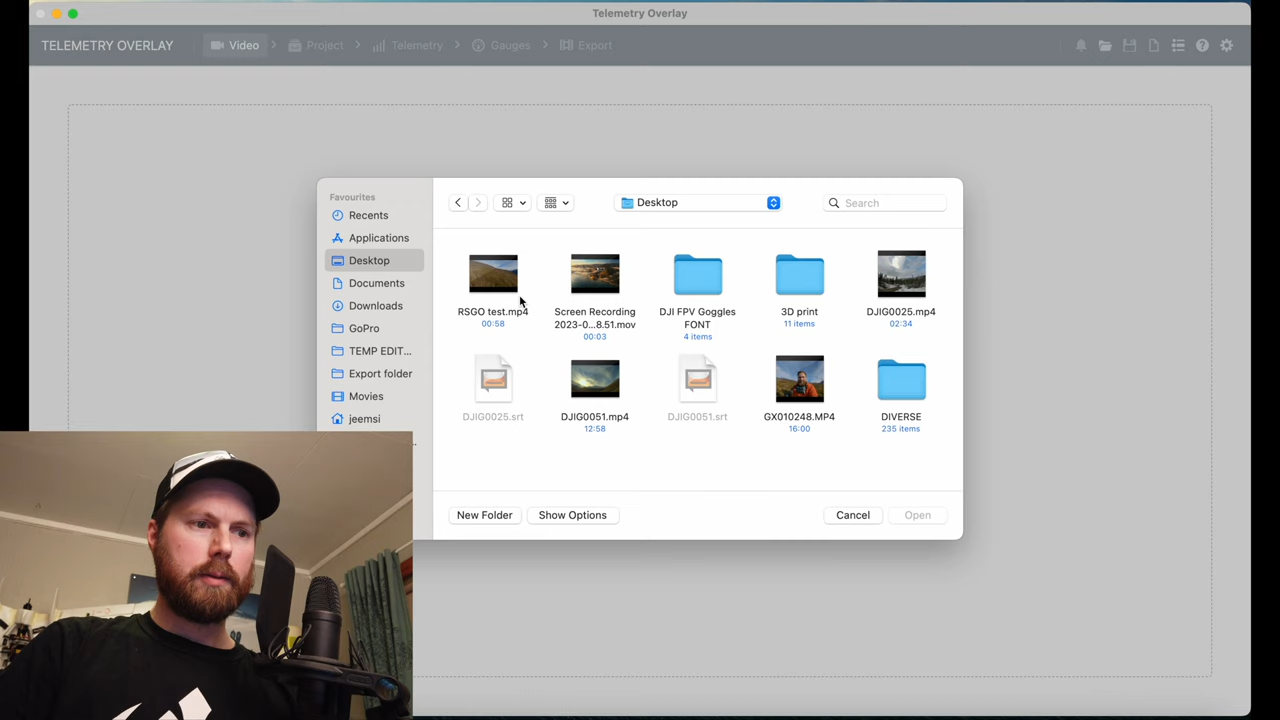 Telemetry Overlay
TELEMETRY OVERLAY
Video
Project
Telemetry
Gauges
Export
Favourites
Recents
Applications
Desktop
Documents
Downloads
GoPro
TEMP EDIT...
Export folder
Movies
jeemsi
Desktop
Search
RSGO test.mp4
00:58
Screen Recording
2023-0...8.51.mov
00:03
DJI FPV Goggles
FONT
4 items
3D print
11 items
DJIG0025.mp4
02:34
DJIG0025.srt
DJIG0051.mp4
12:58
DJIG0051.srt
GX010248.MP4
16:00
DIVERSE
235 items
New Folder
Show Options
Cancel
Open